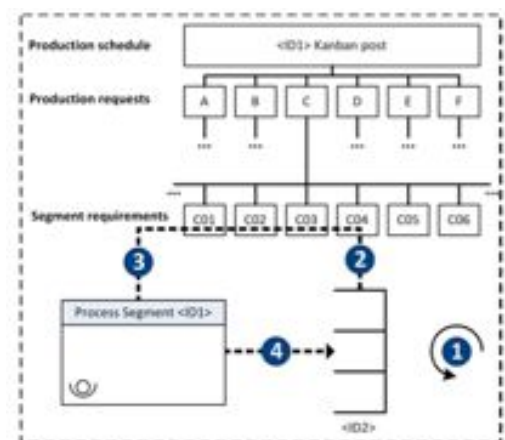 Production schedule
<ID1> Kanban post
Production requests
A B C D E F
... ... ... ... ...
... ...
Segment requirements
C01 C02 C03 C04 C05 C06
3 2
Process Segment <ID1>
4
1
<ID2>